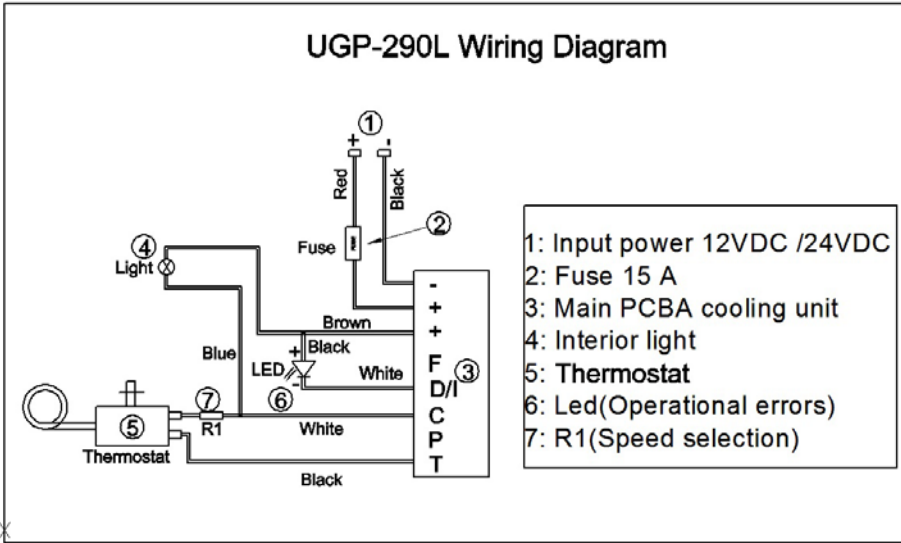 UGP-290L Wiring Diagram
1
+ -
Red
Black
2
Fuse
4
Light
-
+
+
Brown
Black
+
LED
-
White
F
D/I
3
Blue
6
7
R1
White
C
5
Thermostat
P
T
Black
1: Input power 12VDC /24VDC
2: Fuse 15 A
3: Main PCBA cooling unit
4: Interior light
5: Thermostat
6: Led(Operational errors)
7: R1(Speed selection)
X